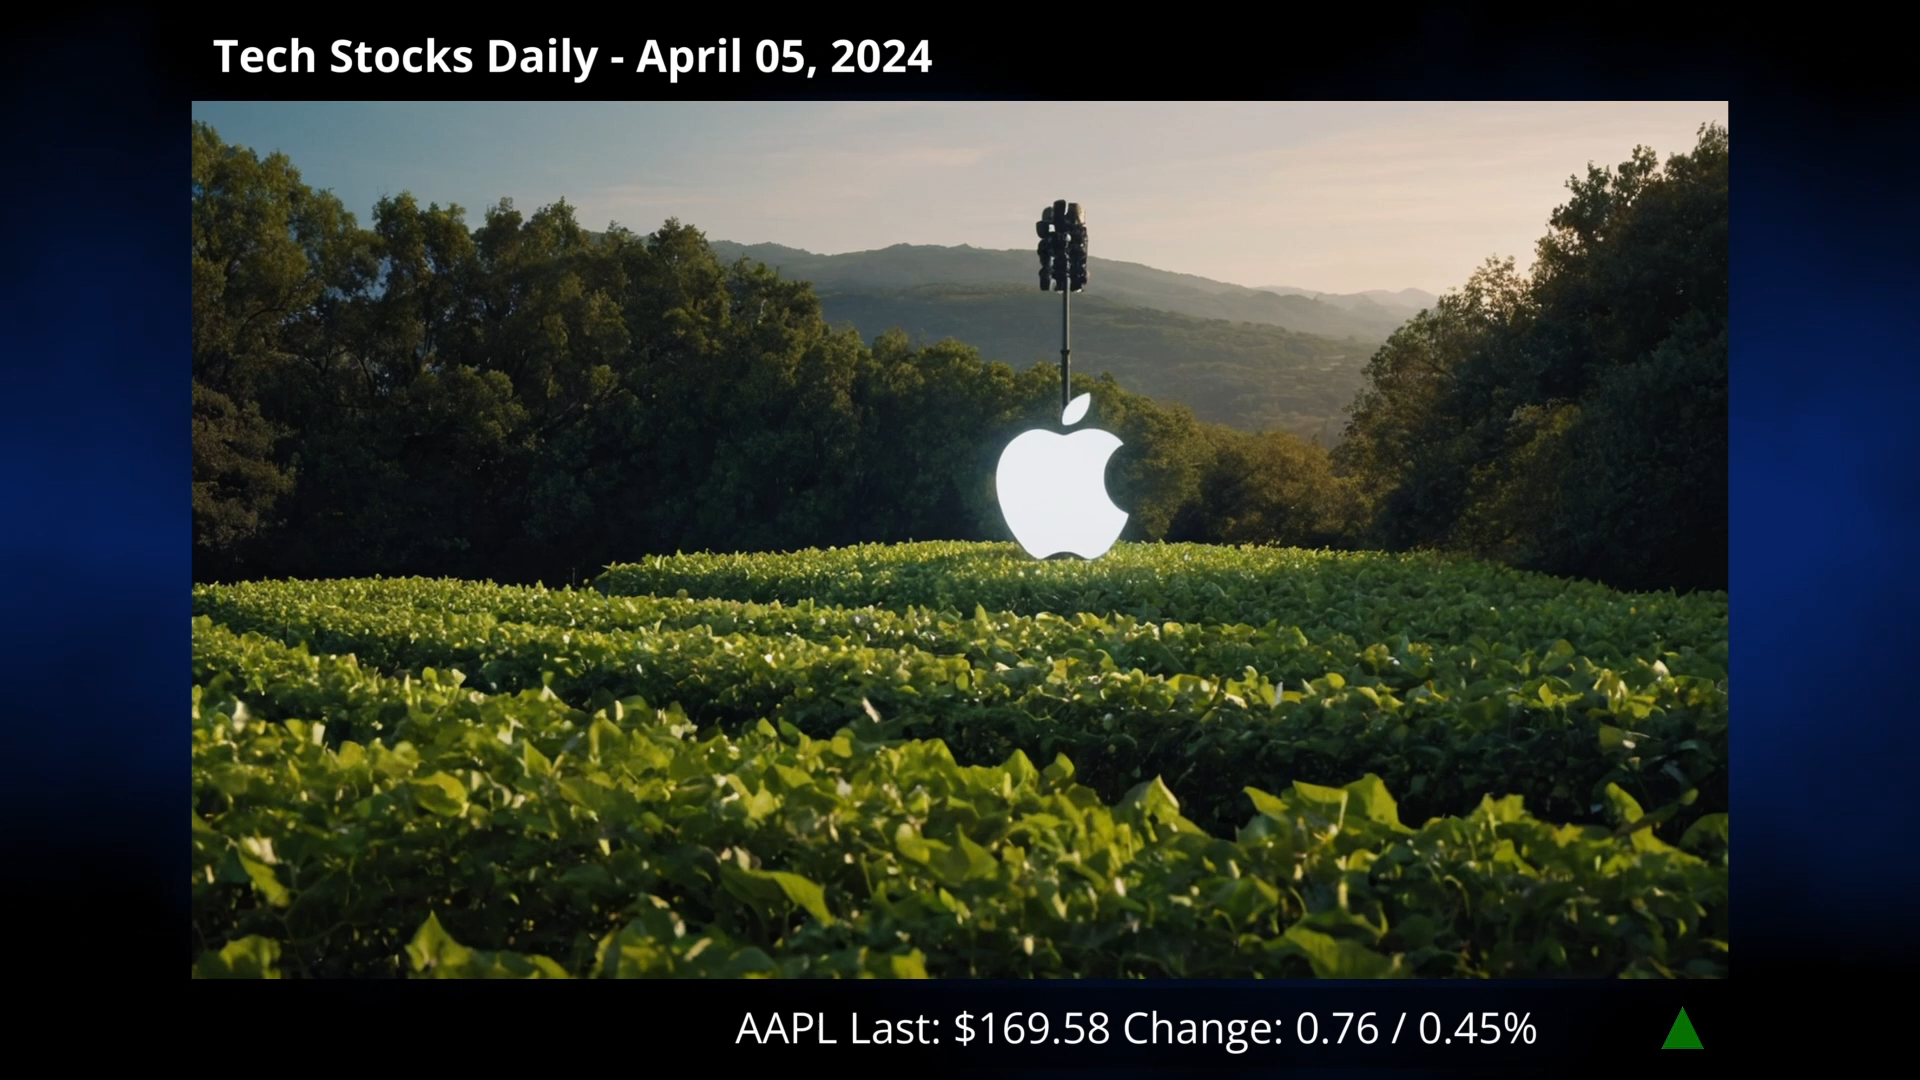 Tech Stocks Daily - April 05, 2024
AAPL Last: $169.58 Change: 0.76 / 0.45%